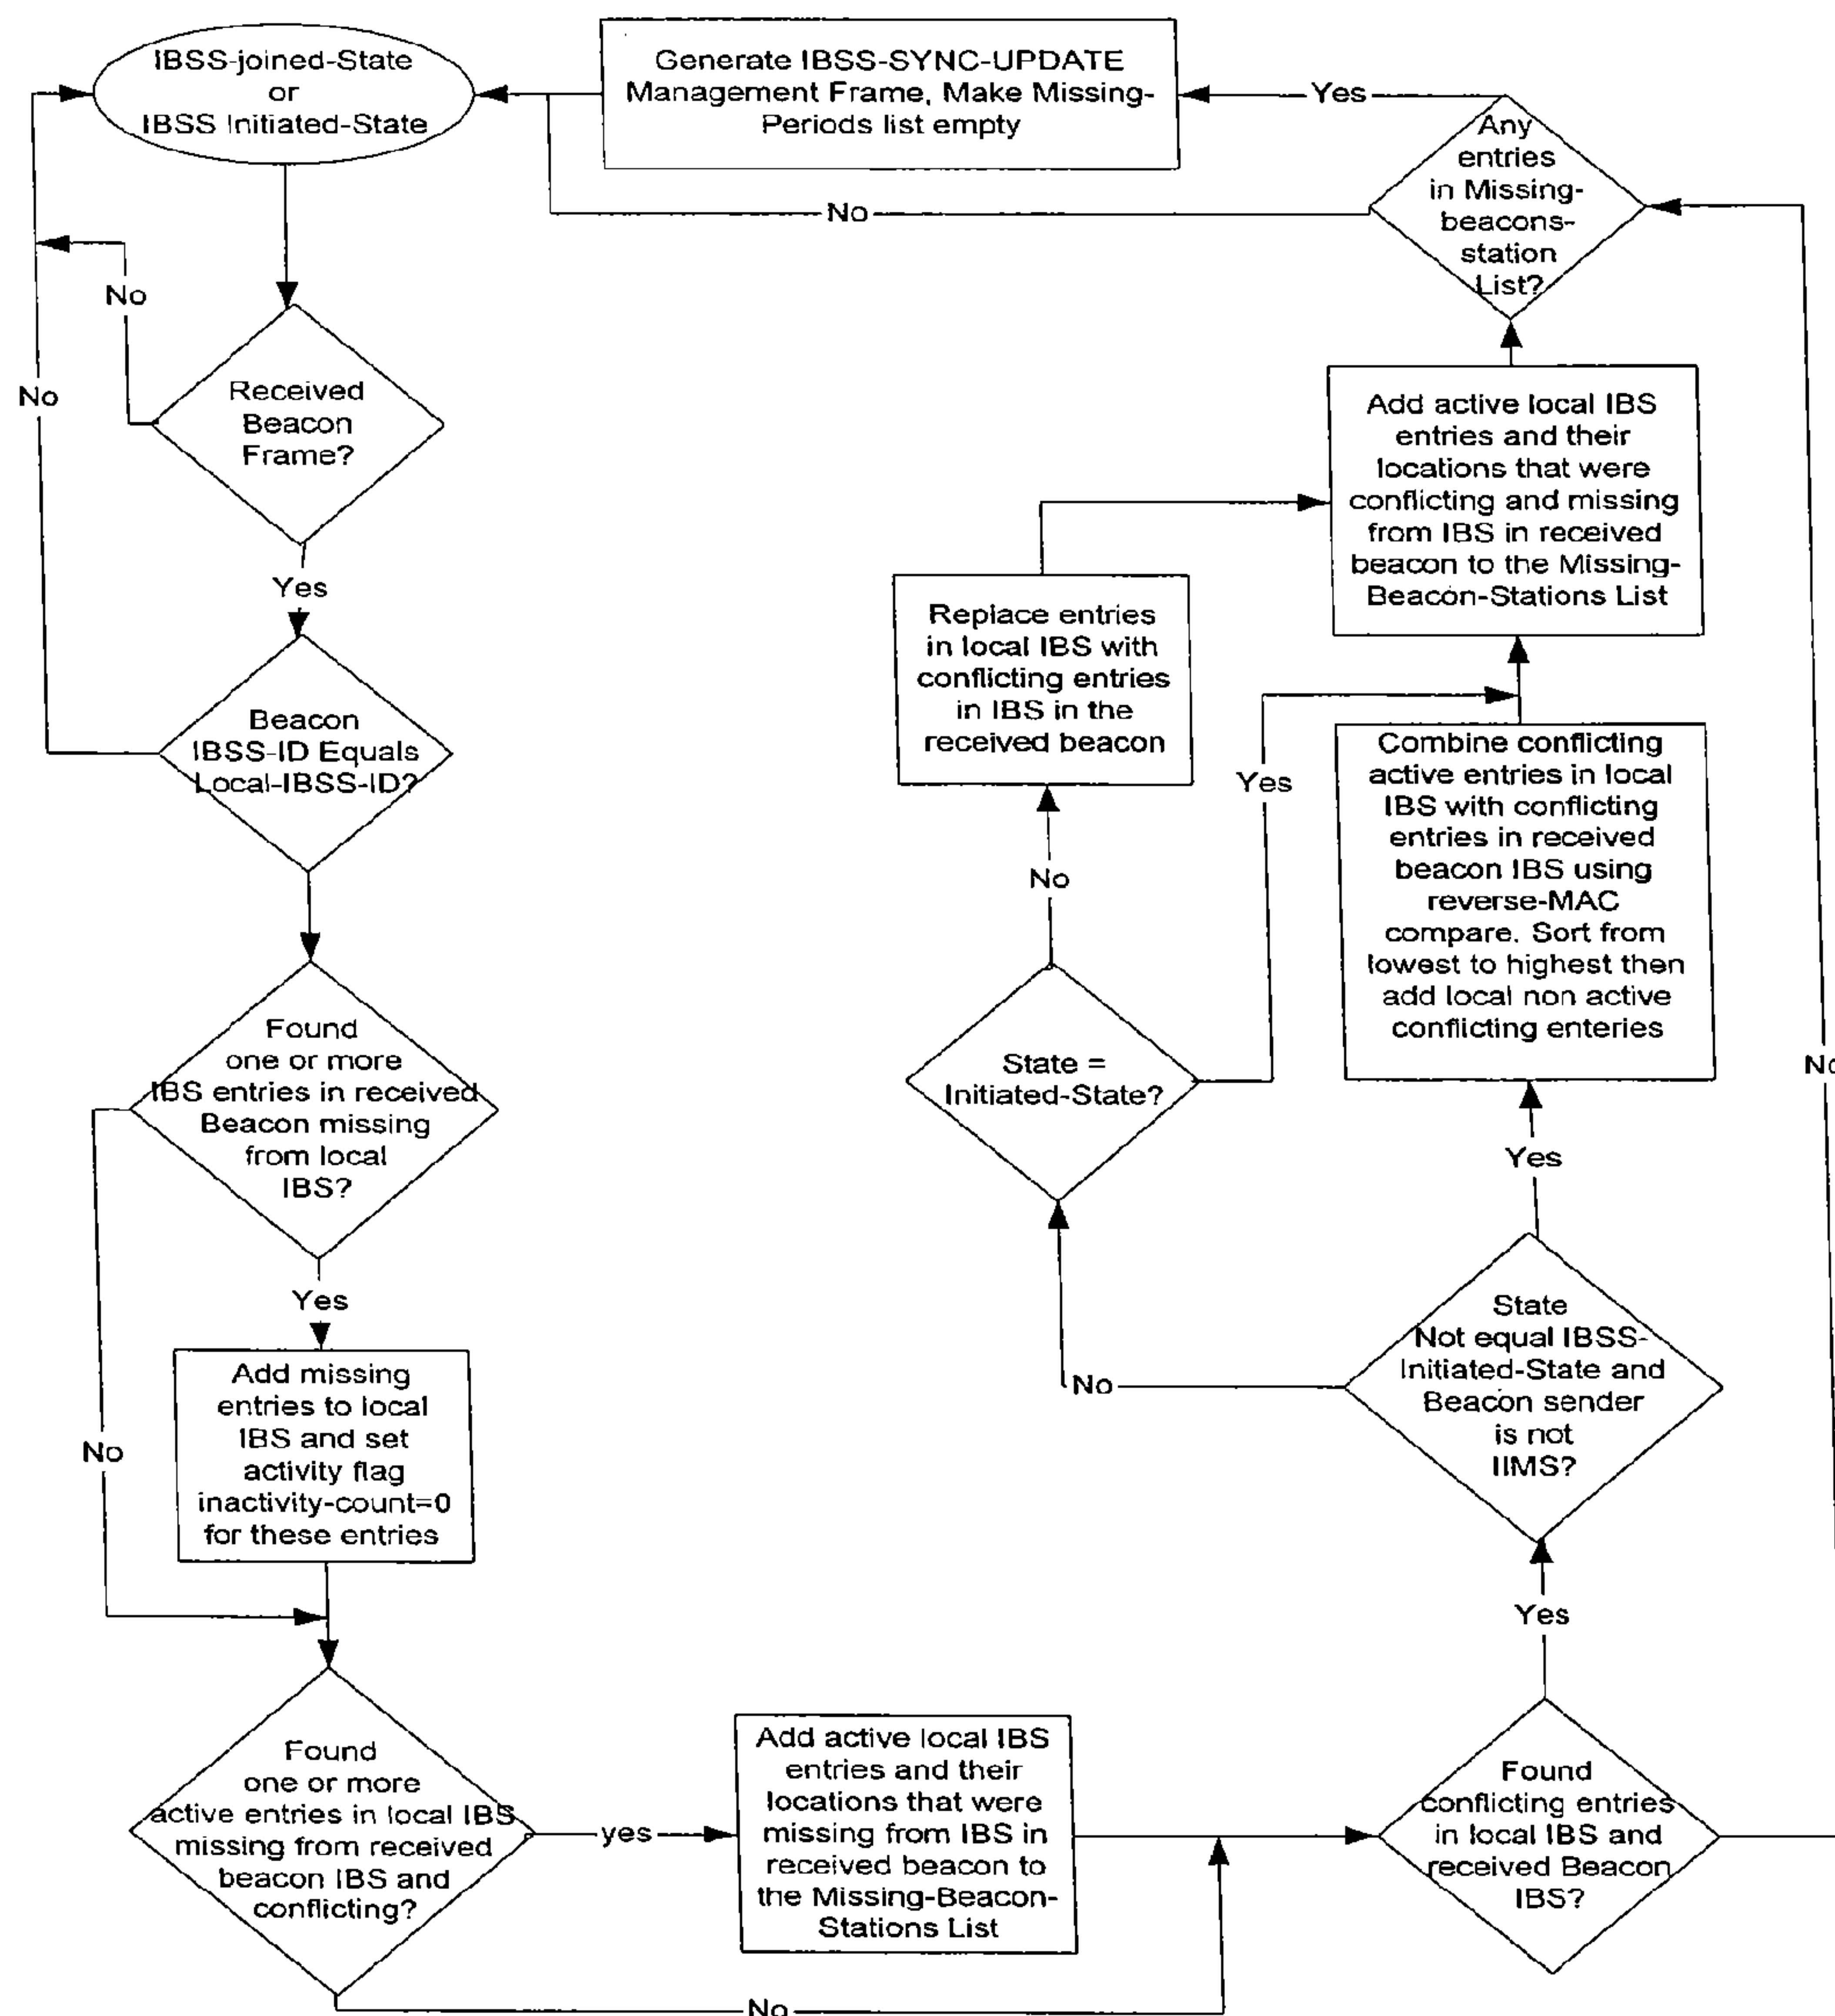 IBSS-joined-State
or
IBSS Initiated-State
Generate IBSS-SYNC-UPDATE
Management Frame, Make Missing-
Periods list empty
Yes
Any
entries
in Missing-
beacons-
station
List?
No
No
No
Received
Beacon
Frame?
Yes
Beacon
IBSS-ID Equals
Local-IBSS-ID?
Found
one or more
IBS entries in received
Beacon missing
from local
IBS?
Yes
No
Add missing
entries to local
IBS and set
activity flag
inactivity-count=0
for these entries
Found
one or more
active entries in local IBS
missing from received
beacon IBS and
conflicting?
yes
No
Add active local IBS
entries and their
locations that were
missing from IBS in
received beacon to
the Missing-Beacon-
Stations List
Found
conflicting entries
in local IBS and
received Beacon
IBS?
Yes
No
State
Not equal IBSS-
Initiated-State and
Beacon sender
is not
IIMS?
Yes
No
State =
Initiated-State?
No
Yes
Replace entries
in local IBS with
conflicting entries
in IBS in the
received beacon
Combine conflicting
active entries in local
IBS with conflicting
entries in received
beacon IBS using
reverse-MAC
compare. Sort from
lowest to highest then
add local non active
conflicting enteries
Add active local IBS
entries and their
locations that were
conflicting and missing
from IBS in received
beacon to the Missing-
Beacon-Stations List